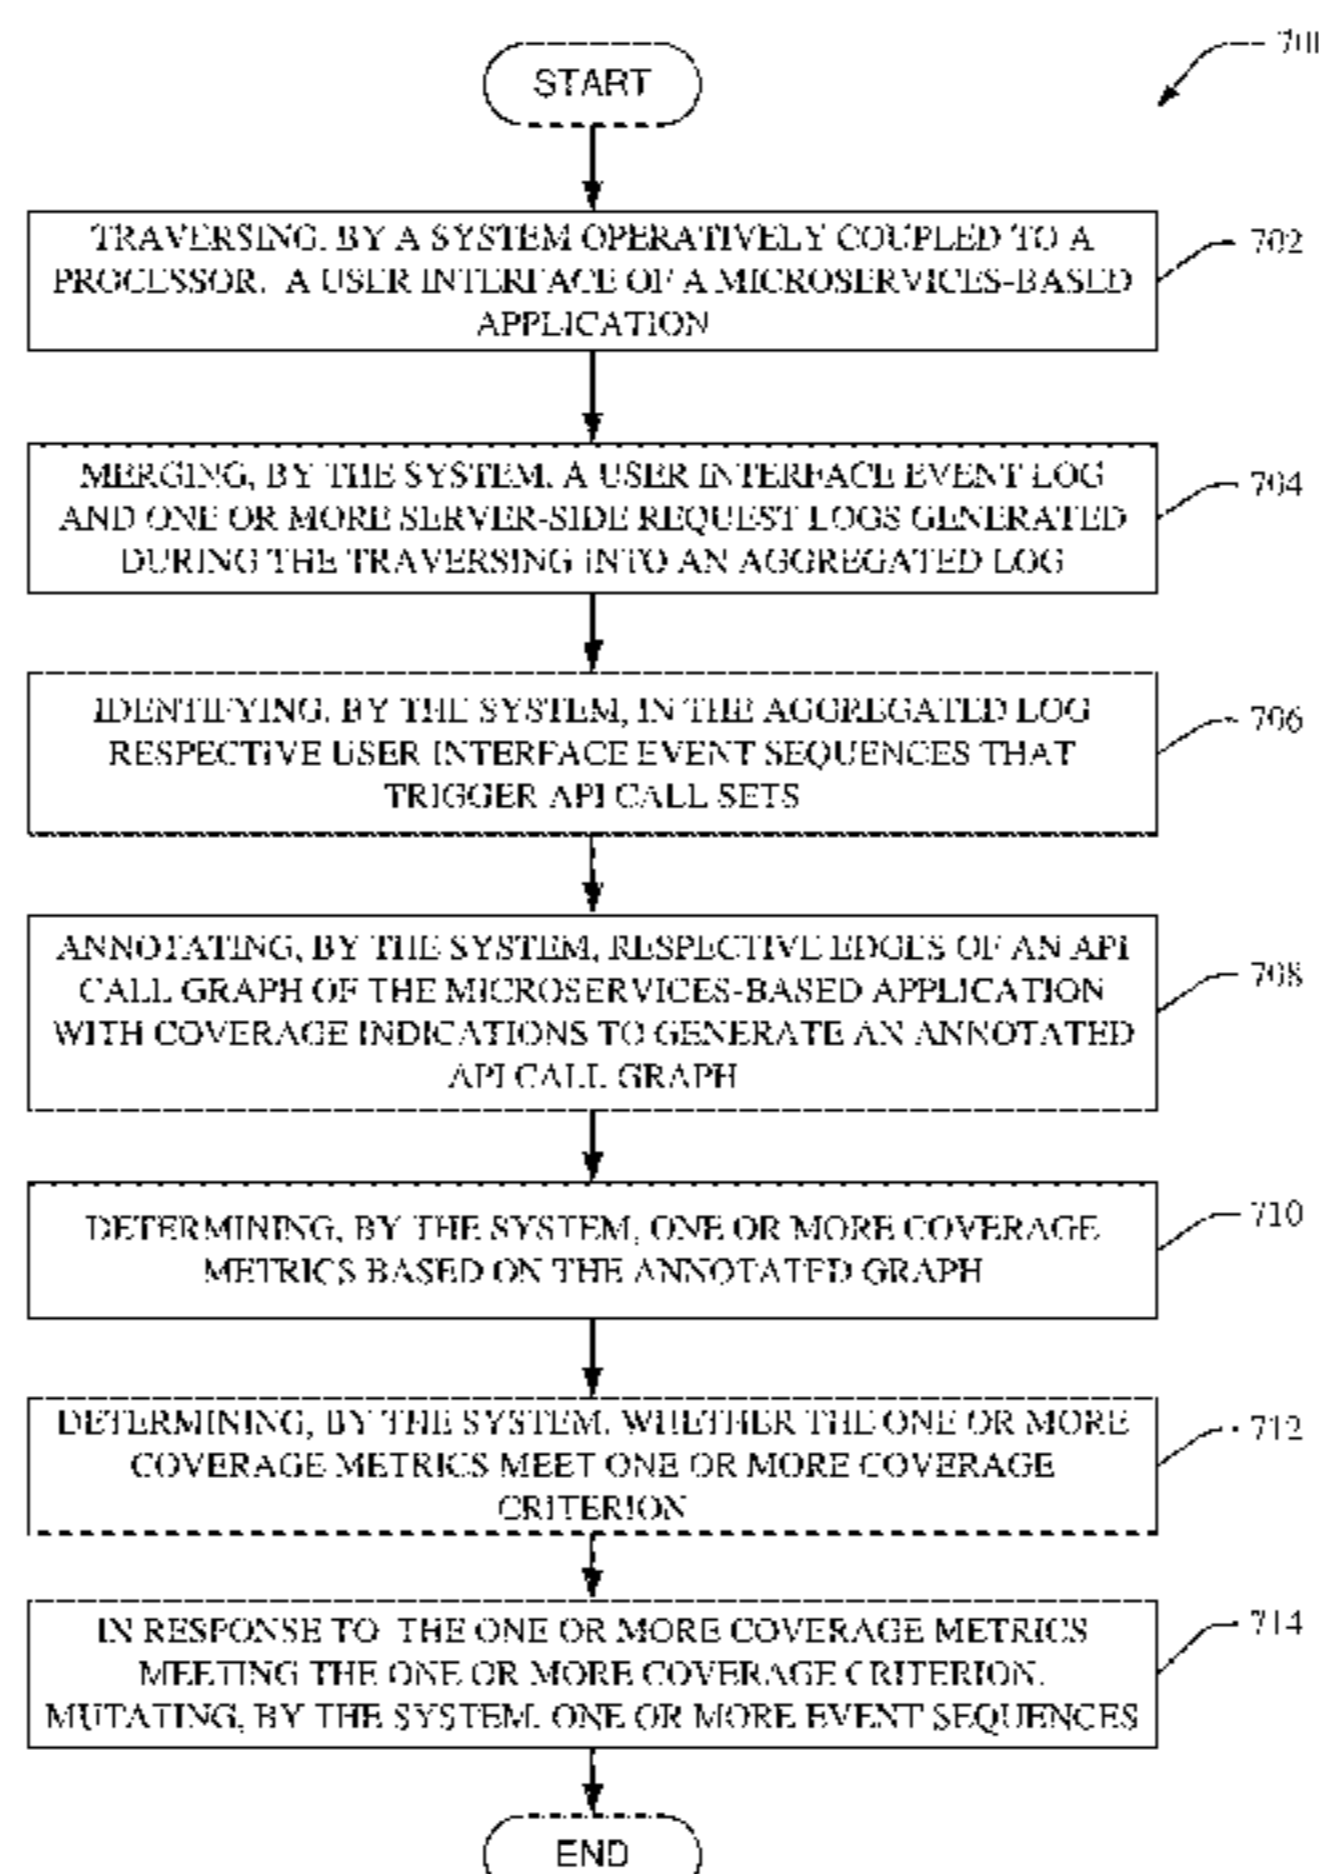 START
700
TRAVERSING, BY A SYSTEM OPERATIVELY COUPLED TO A
PROCESSOR, A USER INTERFACE OF A MICROSERVICES-BASED
APPLICATION
702
MERGING, BY THE SYSTEM, A USER INTERFACE EVENT LOG
AND ONE OR MORE SERVER-SIDE REQUEST LOGS GENERATED
DURING THE TRAVERSING INTO AN AGGREGATED LOG
704
IDENTIFYING, BY THE SYSTEM, IN THE AGGREGATED LOG
RESPECTIVE USER INTERFACE EVENT SEQUENCES THAT
TRIGGER API CALL SETS
706
ANNOTATING, BY THE SYSTEM, RESPECTIVE EDGES OF AN API
CALL GRAPH OF THE MICROSERVICES-BASED APPLICATION
WITH COVERAGE INDICATIONS TO GENERATE AN ANNOTATED
API CALL GRAPH
708
DETERMINING, BY THE SYSTEM, ONE OR MORE COVERAGE
METRICS BASED ON THE ANNOTATED GRAPH
710
DETERMINING, BY THE SYSTEM, WHETHER THE ONE OR MORE
COVERAGE METRICS MEET ONE OR MORE COVERAGE
CRITERION
712
IN RESPONSE TO THE ONE OR MORE COVERAGE METRICS
MEETING THE ONE OR MORE COVERAGE CRITERION,
MUTATING, BY THE SYSTEM, ONE OR MORE EVENT SEQUENCES
714
END